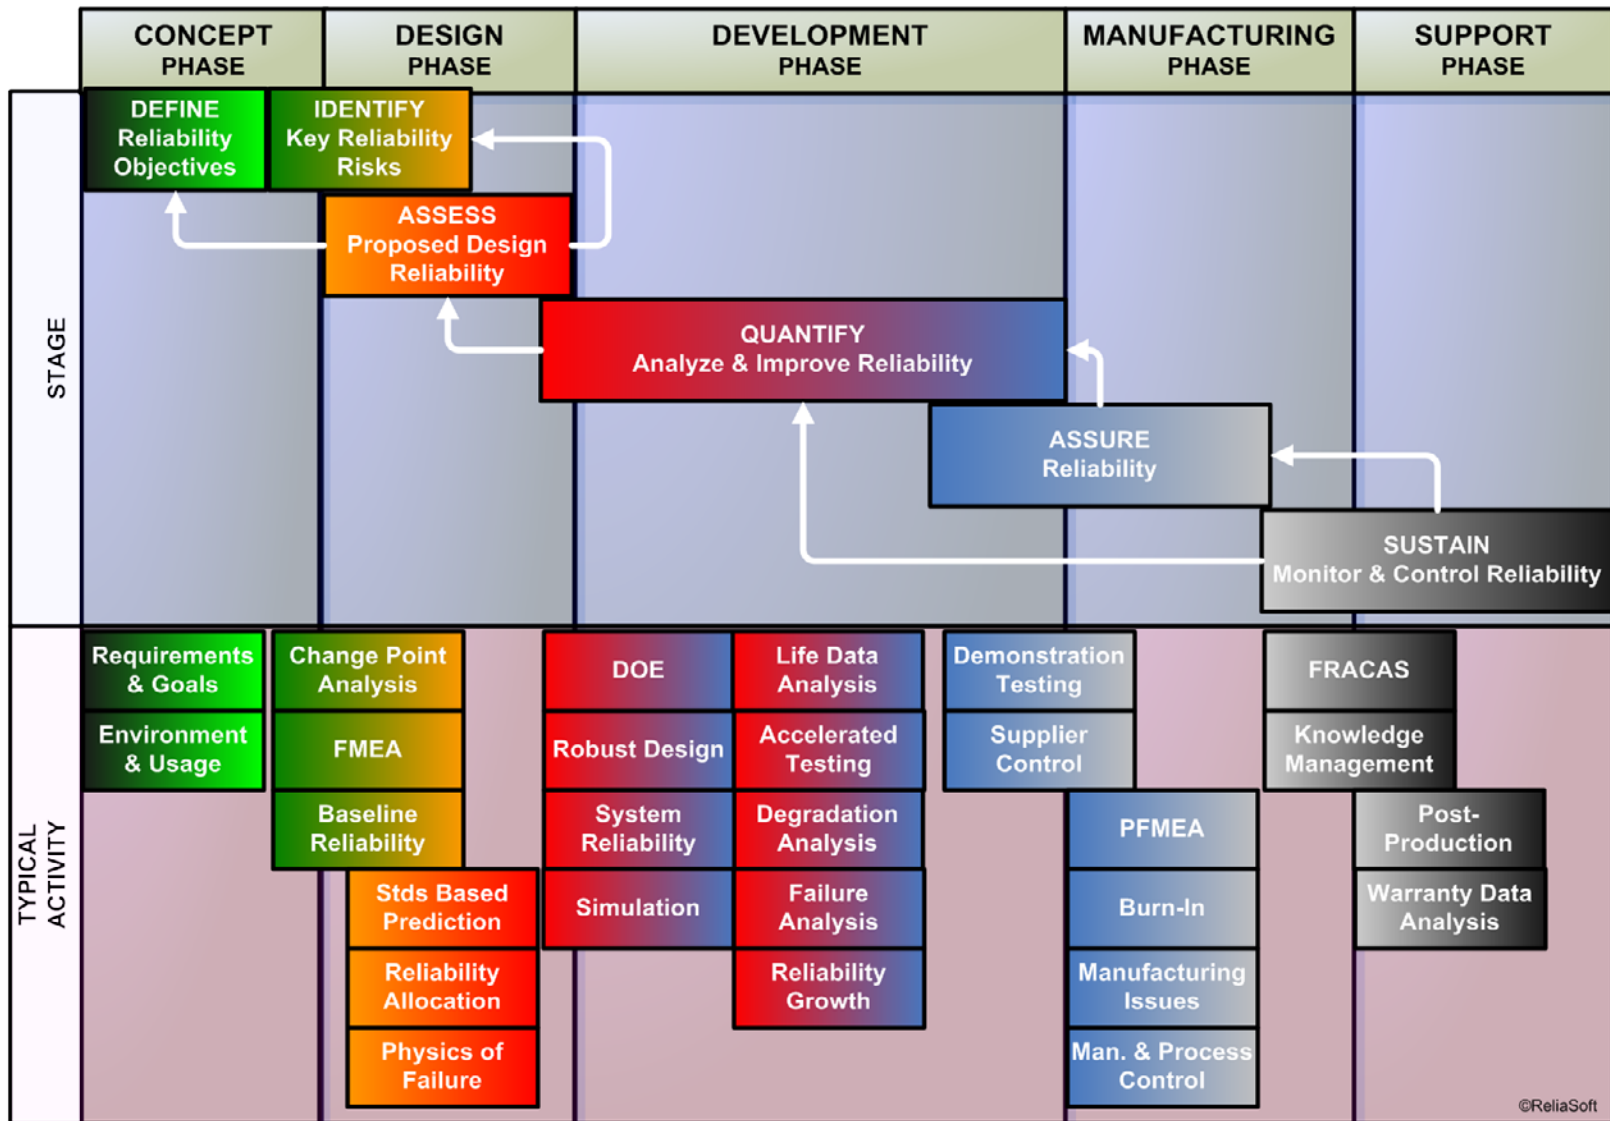 CONCEPT
PHASE
DESIGN
PHASE
DEVELOPMENT
PHASE
MANUFACTURING
PHASE
SUPPORT
PHASE
STAGE
DEFINE
Reliability
Objectives
IDENTIFY
Key Reliability
Risks
ASSESS
Proposed Design
Reliability
QUANTIFY
Analyze & Improve Reliability
ASSURE
Reliability
SUSTAIN
Monitor & Control Reliability
TYPICAL
ACTIVITY
Requirements
& Goals
Environment
& Usage
Change Point
Analysis
FMEA
Baseline
Reliability
Stds Based
Prediction
Reliability
Allocation
Physics of
Failure
DOE
Robust Design
System
Reliability
Simulation
Life Data
Analysis
Accelerated
Testing
Degradation
Analysis
Failure
Analysis
Reliability
Growth
Demonstration
Testing
Supplier
Control
PFMEA
Burn-In
Manufacturing
Issues
Man. & Process
Control
FRACAS
Knowledge
Management
Post-
Production
Warranty Data
Analysis
©ReliaSoft